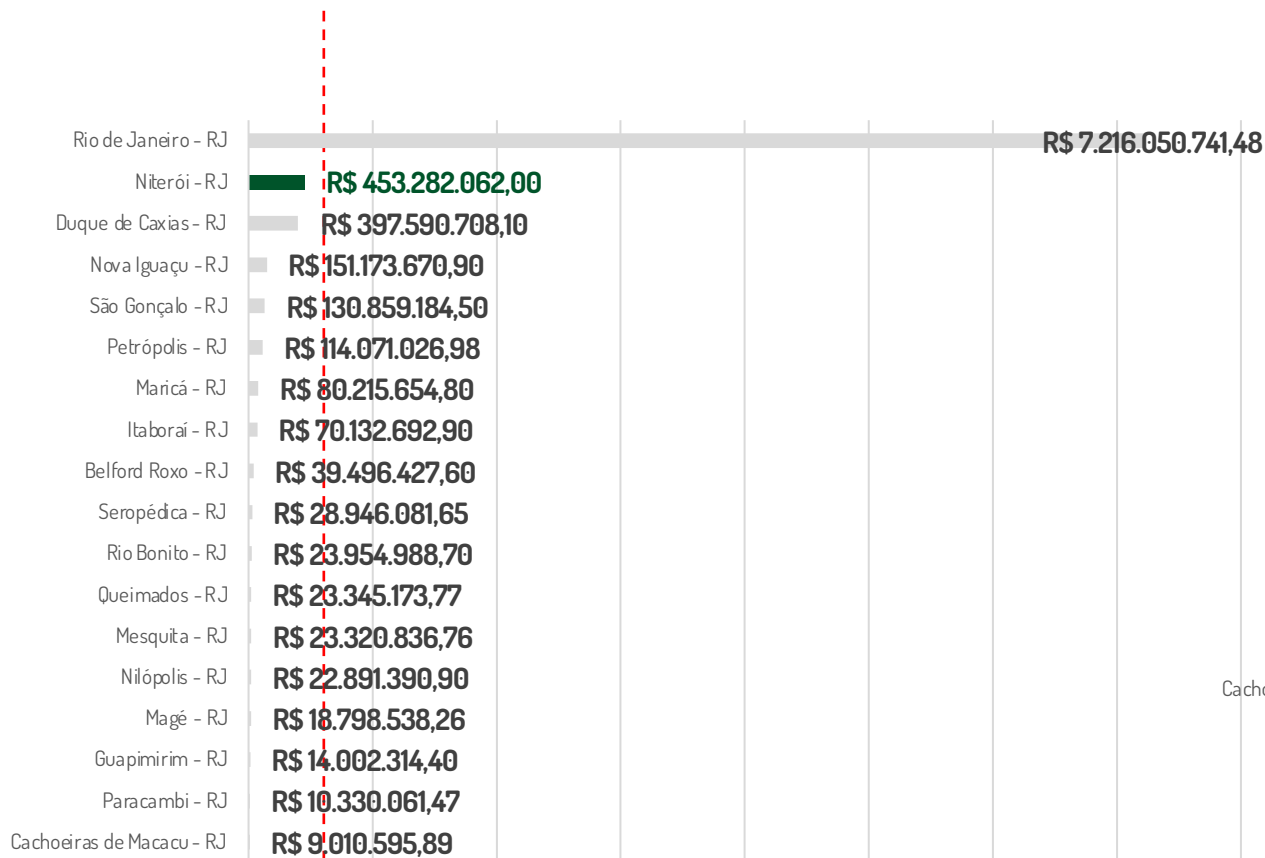 Rio de Janeiro - RJ R$ 7.216.050.741,48
Niterói - RJ R$ 453.282.062,00
Duque de Caxias - RJ R$ 397.590.708,10
Nova Iguaçu - RJ R$ 151.173.670,90
São Gonçalo - RJ R$ 130.859.184,50
Petrópolis - RJ R$ 114.071.026,98
Maricá - RJ R$ 80.215.654,80
Itaboraí - RJ R$ 70.132.692,90
Belford Roxo - RJ R$ 39.496.427,60
Seropédica - RJ R$ 28.946.081,65
Rio Bonito - RJ R$ 23.954.988,70
Queimados - RJ R$ 23.345.173,77
Mesquita - RJ R$ 23.320.836,76
Nilópolis - RJ R$ 22.891.390,90
Cacho
Magé - RJ R$ 18.798.538,26
Guapimirim - RJ R$ 14.002.314,40
Paracambi - RJ R$ 10.330.061,47
Cachoeiras de Macacu - RJ R$ 9.010.595,89